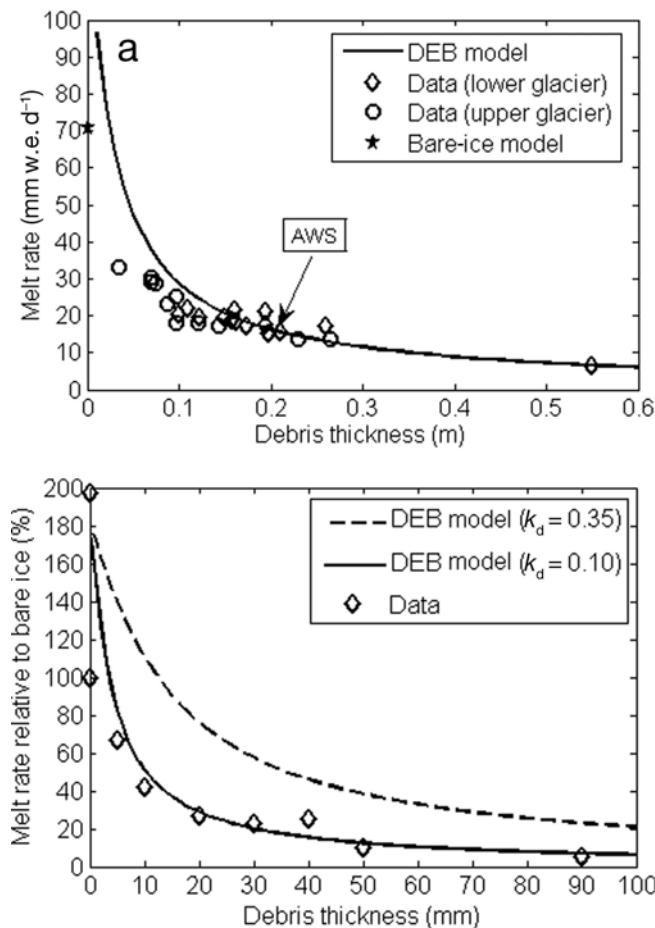 a
DEB model
Data (lower glacier)
Data (upper glacier)
Bare-ice model
AWS
Melt rate (mm w.e. d⁻¹)
100
90
80
70
60
50
40
30
20
10
0
0 0.1 0.2 0.3 0.4 0.5 0.6
Debris thickness (m)
DEB model (kd = 0.35)
DEB model (kd = 0.10)
Data
Melt rate relative to bare ice (%)
200
180
160
140
120
100
80
60
40
20
0
0 10 20 30 40 50 60 70 80 90 100
Debris thickness (mm)